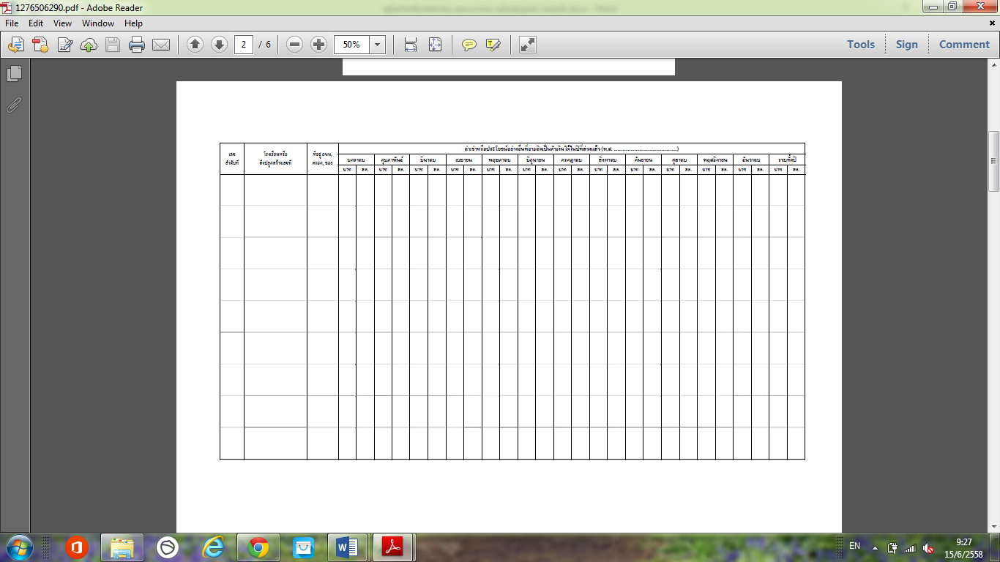 1276506290.pdf - Adobe Reader
File Edit View Window Help
2 / 6 50% Tools Sign Comment
ค่าเช่าหรือประโยชน์อย่างอื่นที่อาจคิดเป็นตัวเงินได้ในปีที่ล่วงแล้ว (พ.ศ. ............................................)
เลข โรงเรือนหรือ ที่อยู่ ถนน,
ลำดับที่ สิ่งปลูกสร้างเลขที่ ตรอก, ซอย
มกราคม กุมภาพันธ์ มีนาคม เมษายน พฤษภาคม มิถุนายน กรกฎาคม สิงหาคม กันยายน ตุลาคม พฤศจิกายน ธันวาคม รวมทั้งปี
บาท สต. บาท สต. บาท สต. บาท สต. บาท สต. บาท สต. บาท สต. บาท สต. บาท สต. บาท สต. บาท สต. บาท สต. บาท สต.
EN 9:27
15/6/2558